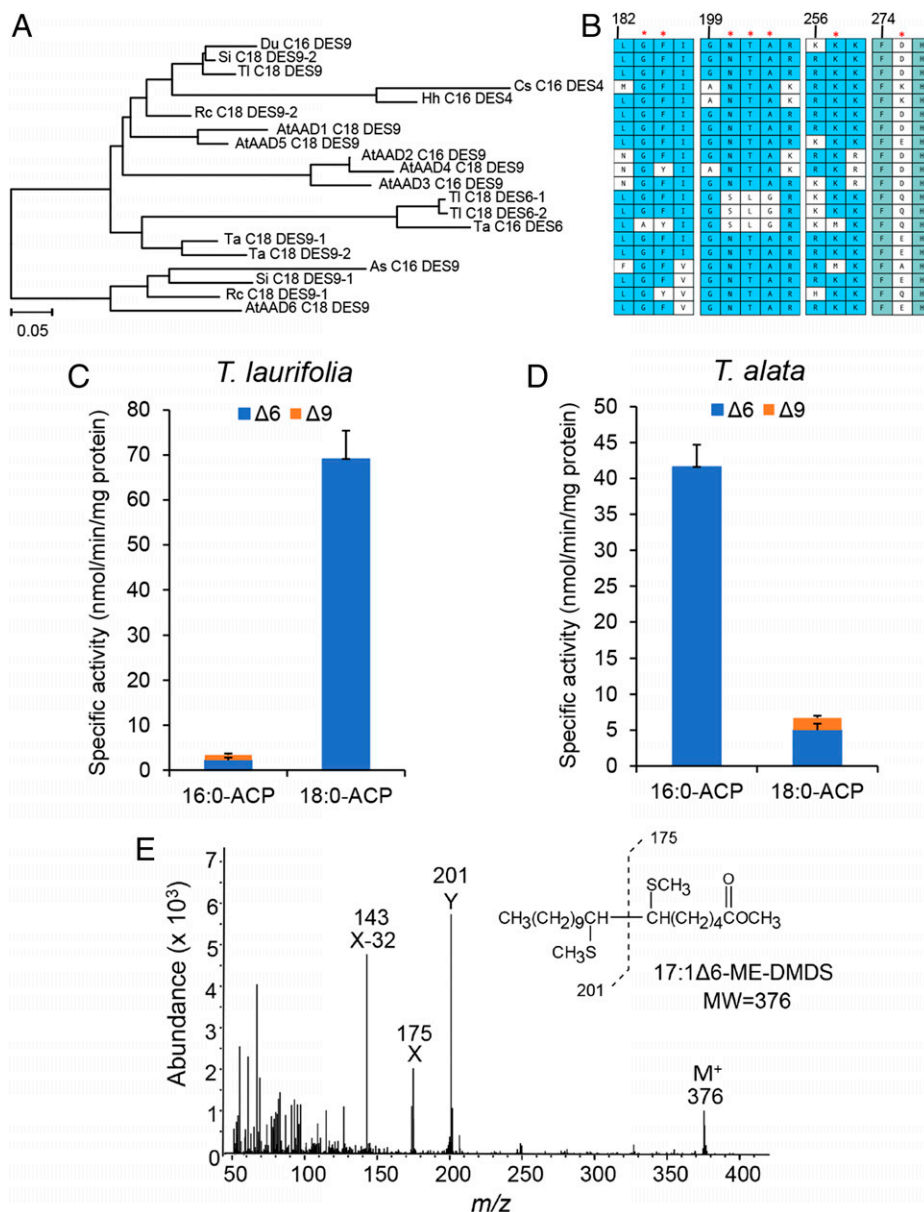 A
Du C16 DES9
Si C18 DES9-2
Tl C18 DES9
Cs C16 DES4
Hh C16 DES4
Rc C18 DES9-2
AtAAD1 C18 DES9
AtAAD5 C18 DES9
AtAAD2 C16 DES9
AtAAD4 C18 DES9
AtAAD3 C16 DES9
Tl C18 DES6-1
Tl C18 DES6-2
Ta C16 DES6
Ta C18 DES9-1
Ta C18 DES9-2
As C16 DES9
Si C18 DES9-1
Rc C18 DES9-1
AtAAD6 C18 DES9
0.05
B
182 199 256 274
* * * * * * *
L G F I G N T A R K K K F D H
L G F I G N T A R R K K F D H
L G F I G N T A R R K K F D H
M G F I A N T A K R K K F K H
L G F I A N T A K R K K F K H
L G F I G N T A R R K K F D H
L G F I G N T A R R K K F D H
L G F I G N T A R K K K F E H
N G F I G N T A K R K R F D H
N G Y I A N T A K R K R F D H
N G F I G N T A R K K R F D H
L G F I G S L G R K K K F Q H
L G F I G S L G R K K K F Q H
L A Y I G S L G R K M K F Q H
L G F I G N T A R R K K F E H
L G F I G N T A R R K K F E H
F G F V G N T A R R M K F A H
L G F V G N T A R R K K F E H
L G Y V G N T A R H K K F Q H
L G F V G N T A R R K K F E H
C
T. laurifolia
Δ6 Δ9
Specific activity (nmol/min/mg protein)
80
70
60
50
40
30
20
10
0
16:0-ACP 18:0-ACP
D
T. alata
Δ6 Δ9
Specific activity (nmol/min/mg protein)
50
45
40
35
30
25
20
15
10
5
0
16:0-ACP 18:0-ACP
E
Abundance (x 10³)
7
6
5
4
3
2
1
0
143
X-32
175
X
201
Y
M⁺
376
50 100 150 200 250 300 350 400
m/z
175
SCH3 O
CH3(CH2)9CH CH(CH2)4COCH3
CH3S
201
17:1Δ6-ME-DMDS
MW=376